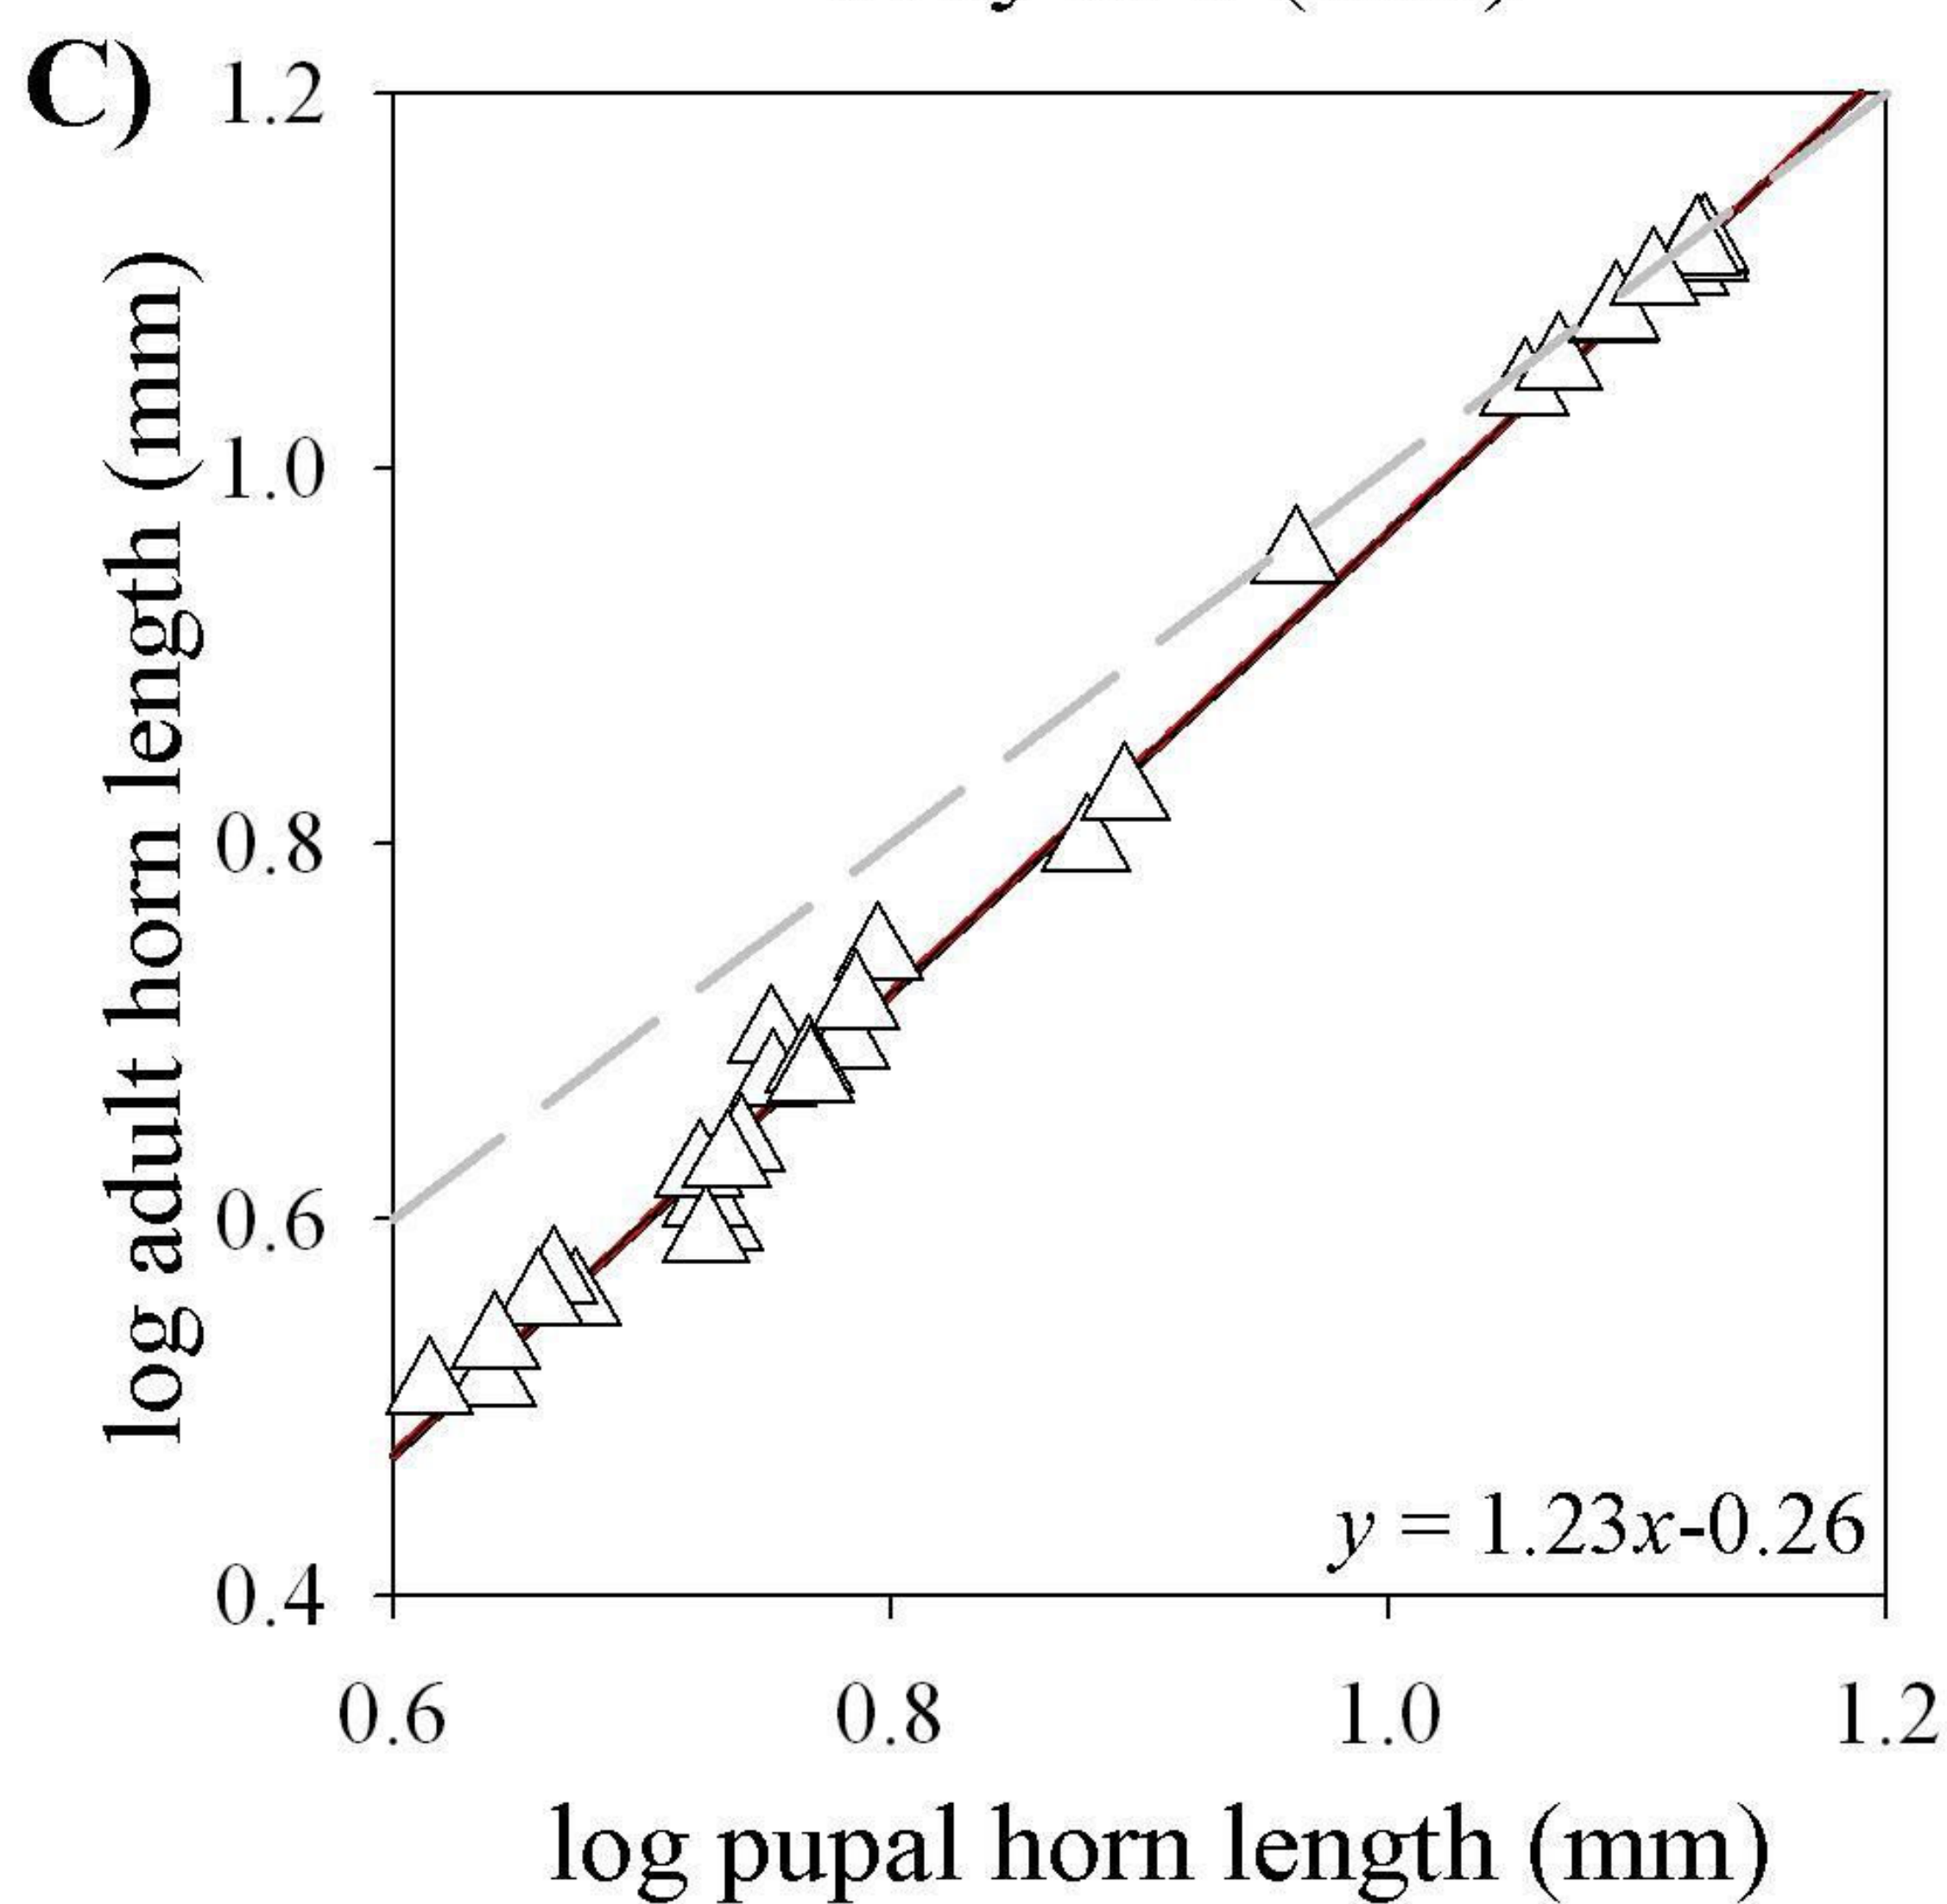 C)
1.2
1.0
0.8
0.6
0.4
log adult horn length (mm)
y = 1.23x-0.26
0.6 0.8 1.0 1.2
log pupal horn length (mm)